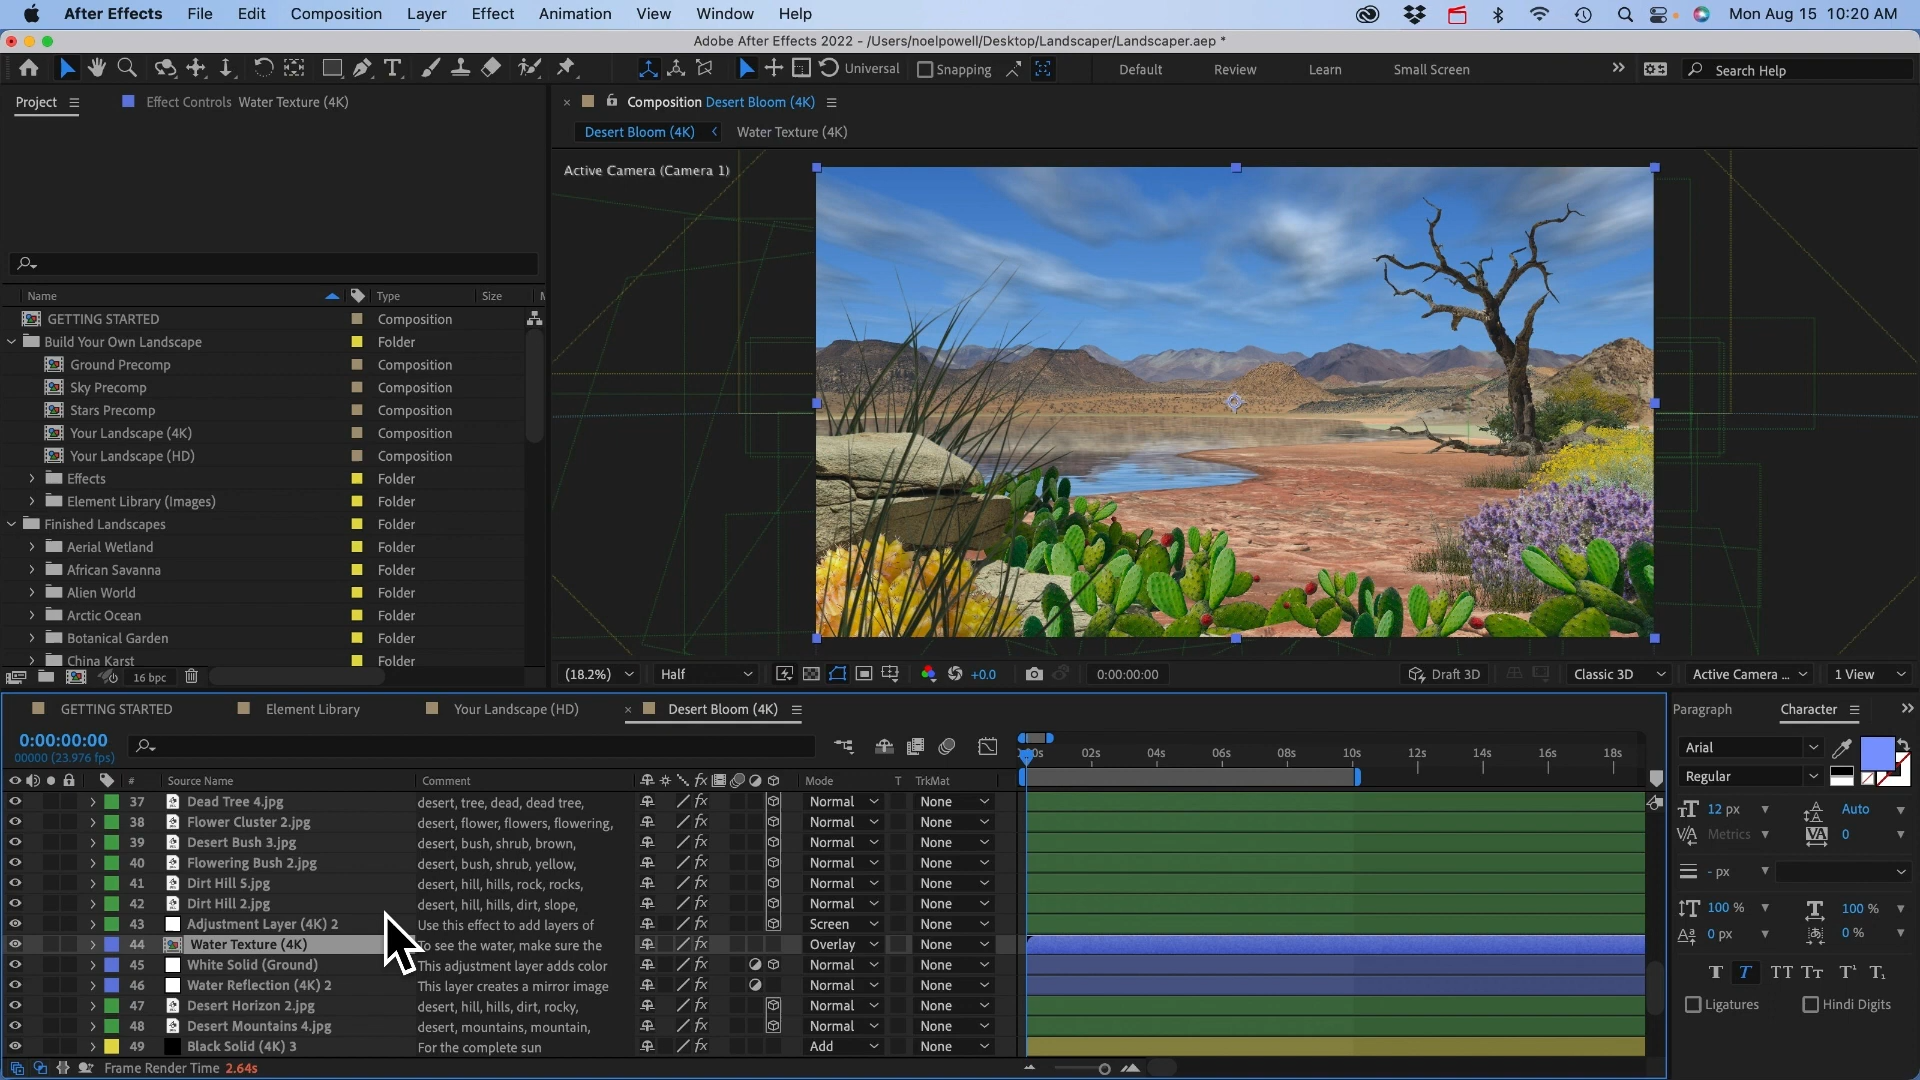 After Effects File Edit Composition Layer Effect Animation View Window Help Mon Aug 15 10:20 AM
Adobe After Effects 2022 - /Users/noelpowell/Desktop/Landscaper/Landscaper.aep *
Universal Snapping Default Review Learn Small Screen Search Help
Project Effect Controls Water Texture (4K)
Composition Desert Bloom (4K)
Desert Bloom (4K) Water Texture (4K)
Active Camera (Camera 1)
Name Type Size
GETTING STARTED Composition
Build Your Own Landscape Folder
Ground Precomp Composition
Sky Precomp Composition
Stars Precomp Composition
Your Landscape (4K) Composition
Your Landscape (HD) Composition
Effects Folder
Element Library (Images) Folder
Finished Landscapes Folder
Aerial Wetland Folder
African Savanna Folder
Alien World Folder
Arctic Ocean Folder
Botanical Garden Folder
China Karst Folder
16 bpc
(18.2%) Half +0.0 0:00:00:00 Draft 3D Classic 3D Active Camera ... 1 View
GETTING STARTED Element Library Your Landscape (HD) Desert Bloom (4K)
0:00:00:00
00000 (23.976 fps)
02s 04s 06s 08s 10s 12s 14s 16s 18s
# Source Name Comment Mode T TrkMat
37 Dead Tree 4.jpg desert, tree, dead, dead tree, Normal None
38 Flower Cluster 2.jpg desert, flower, flowers, flowering, Normal None
39 Desert Bush 3.jpg desert, bush, shrub, brown, Normal None
40 Flowering Bush 2.jpg desert, bush, shrub, yellow, Normal None
41 Dirt Hill 5.jpg desert, hill, hills, rock, rocks, Normal None
42 Dirt Hill 2.jpg desert, hill, hills, dirt, slope, Normal None
43 Adjustment Layer (4K) 2 Use this effect to add layers of Screen None
44 Water Texture (4K) To see the water, make sure the Overlay None
45 White Solid (Ground) This adjustment layer adds color Normal None
46 Water Reflection (4K) 2 This layer creates a mirror image Normal None
47 Desert Horizon 2.jpg desert, hill, hills, dirt, rocky, Normal None
48 Desert Mountains 4.jpg desert, mountains, mountain, Normal None
49 Black Solid (4K) 3 For the complete sun Add None
Frame Render Time 2.64s
Paragraph Character
Arial
Regular
12 px Auto
Metrics 0
- px
100 % 100 %
0 px 0 %
Ligatures Hindi Digits